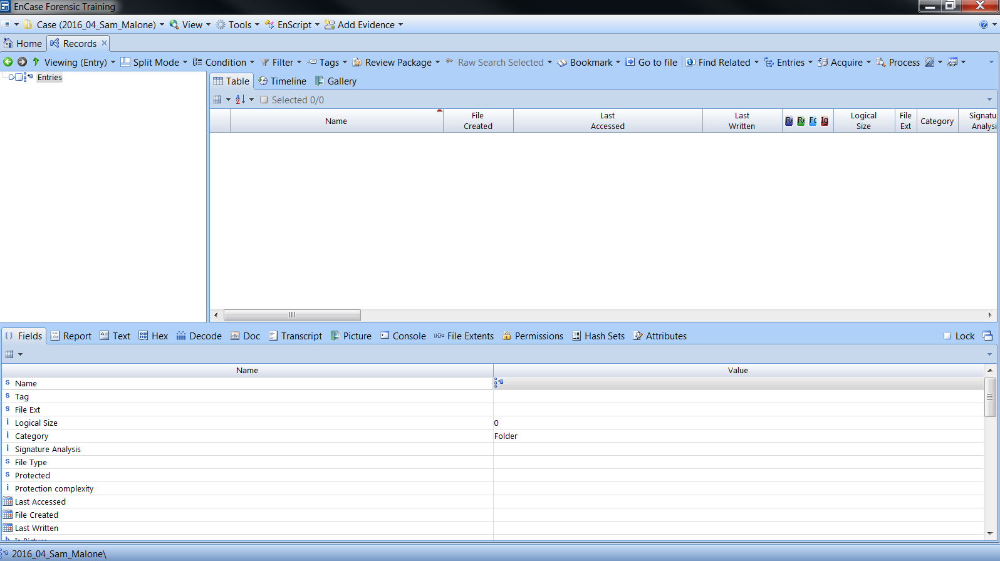 EnCase Forensic Training
Case (2016_04_Sam_Malone) View Tools EnScript Add Evidence
Home Records
Viewing (Entry) Split Mode Condition Filter Tags Review Package Raw Search Selected Bookmark Go to file Find Related Entries Acquire Process
Entries
Table Timeline Gallery
Selected 0/0
Name File Created Last Accessed Last Written Re Re Fo Ig Logical Size File Ext Category Signatu Analysi
Fields Report Text Hex Decode Doc Transcript Picture Console File Extents Permissions Hash Sets Attributes Lock
Name Value
Name
Tag
File Ext
Logical Size 0
Category Folder
Signature Analysis
File Type
Protected
Protection complexity
Last Accessed
File Created
Last Written
Is Picture
2016_04_Sam_Malone\